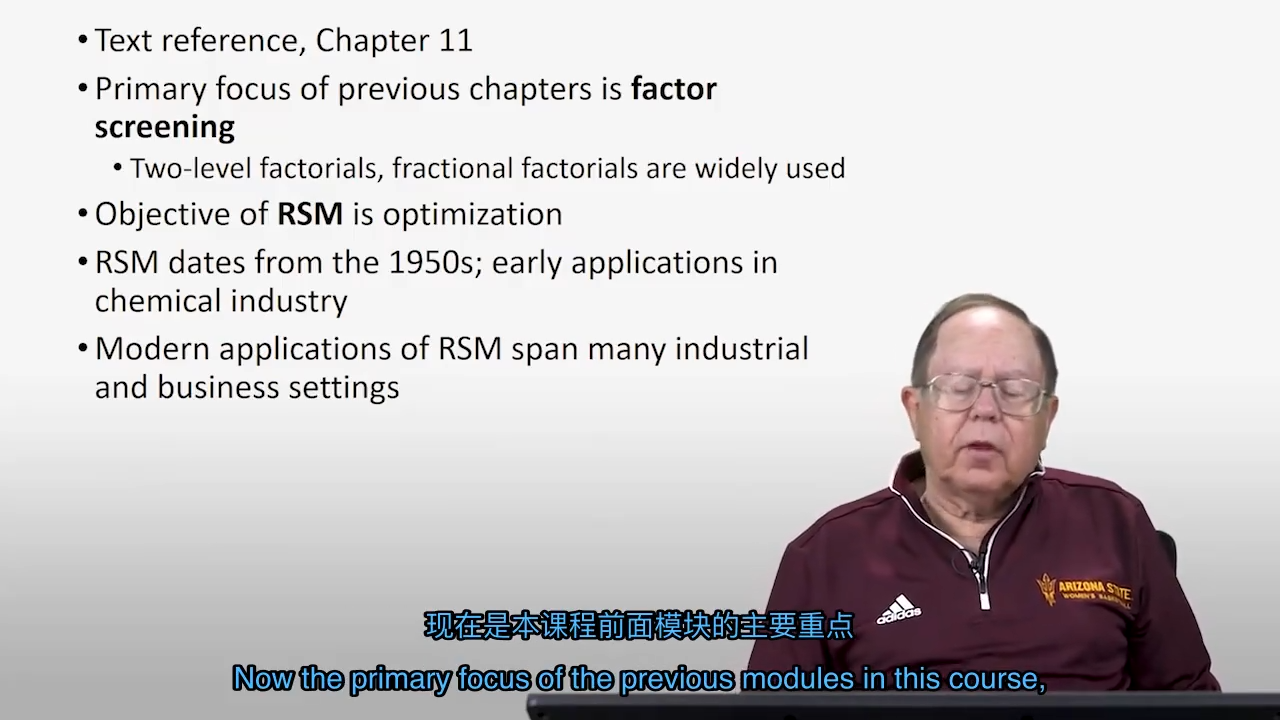 • Text reference, Chapter 11
• Primary focus of previous chapters is factor
screening
• Two-level factorials, fractional factorials are widely used
• Objective of RSM is optimization
• RSM dates from the 1950s; early applications in
chemical industry
• Modern applications of RSM span many industrial
and business settings
ARIZONA STATE
WOMEN'S BASKETBALL
adidas
现在是本课程前面模块的主要重点
Now the primary focus of the previous modules in this course,